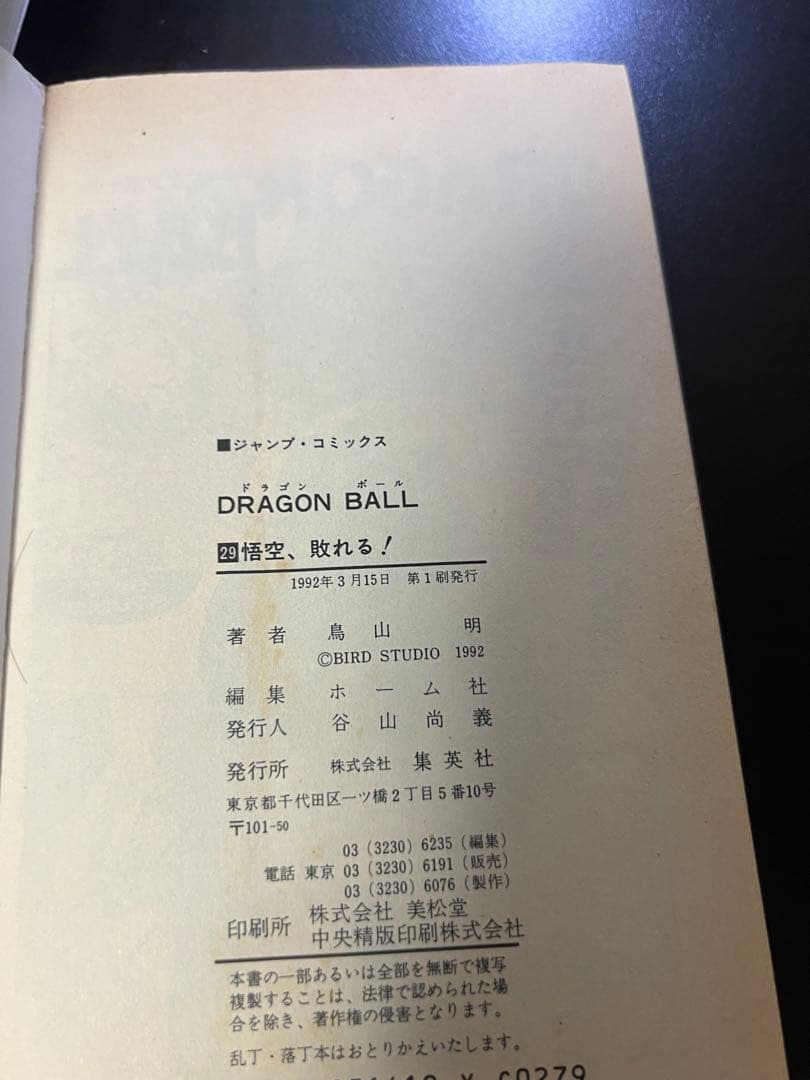 ■ジャンプ・コミックス
ドラゴン ボール
DRAGON BALL
29 悟空、敗れる!
1992年3月15日 第1刷発行
著者 鳥山 明
©BIRD STUDIO 1992
編集 ホーム社
発行人 谷山尚義
発行所 株式会社 集英社
東京都千代田区一ツ橋2丁目5番10号
〒101-50
03(3230)6235(編集)
電話 東京 03(3230)6191(販売)
03(3230)6076(製作)
印刷所 株式会社 美松堂
中央精版印刷株式会社
本書の一部あるいは全部を無断で複写
複製することは、法律で認められた場
合を除き、著作権の侵害となります。
乱丁・落丁本はおとりかえいたします。
C0279